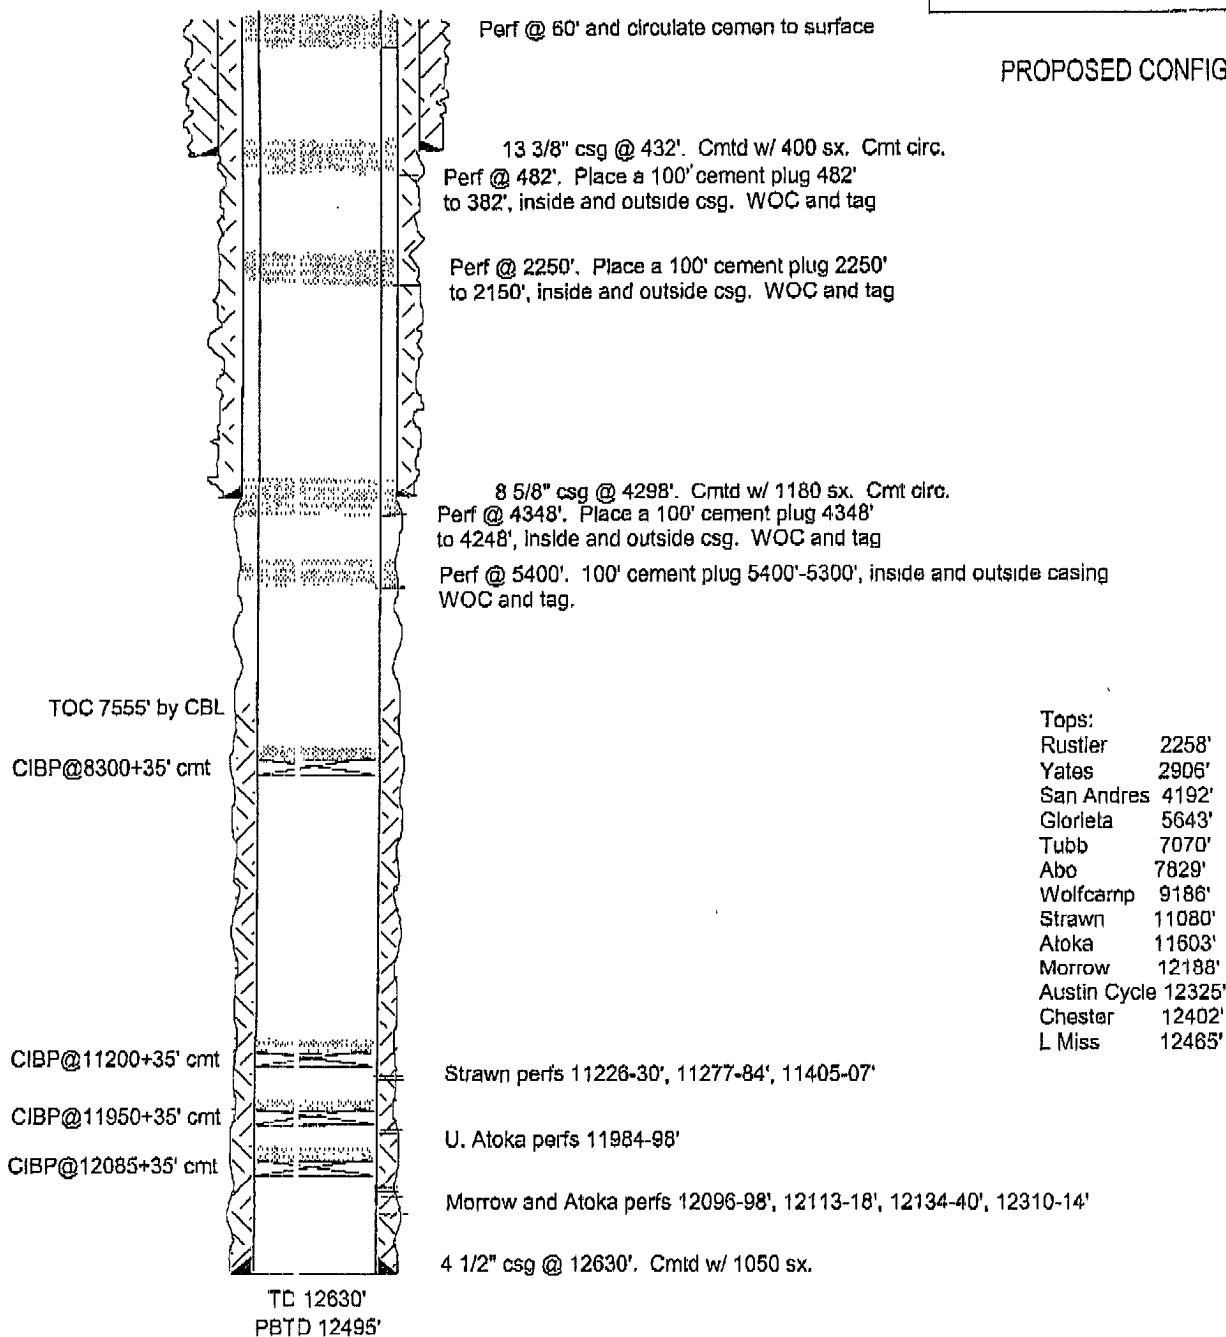 Perf @ 60' and circulate cemen to surface
PROPOSED CONFIG
13 3/8" csg @ 432'. Cmtd w/ 400 sx. Cmt circ.
Perf @ 482'. Place a 100' cement plug 482'
to 382', inside and outside csg. WOC and tag
Perf @ 2250'. Place a 100' cement plug 2250'
to 2150', inside and outside csg. WOC and tag
8 5/8" csg @ 4298'. Cmtd w/ 1180 sx. Cmt circ.
Perf @ 4348'. Place a 100' cement plug 4348'
to 4248', inside and outside csg. WOC and tag
Perf @ 5400'. 100' cement plug 5400'-5300', inside and outside casing
WOC and tag.
TOC 7555' by CBL
CIBP@8300+35' cmt
Tops:
Rustler 2258'
Yates 2906'
San Andres 4192'
Glorieta 5643'
Tubb 7070'
Abo 7829'
Wolfcamp 9186'
Strawn 11080'
Atoka 11603'
Morrow 12188'
Austin Cycle 12325'
Chester 12402'
L Miss 12465'
CIBP@11200+35' cmt
Strawn perfs 11226-30', 11277-84', 11405-07'
CIBP@11950+35' cmt
U. Atoka perfs 11984-98'
CIBP@12085+35' cmt
Morrow and Atoka perfs 12096-98', 12113-18', 12134-40', 12310-14'
4 1/2" csg @ 12630'. Cmtd w/ 1050 sx.
TD 12630'
PBTD 12495'